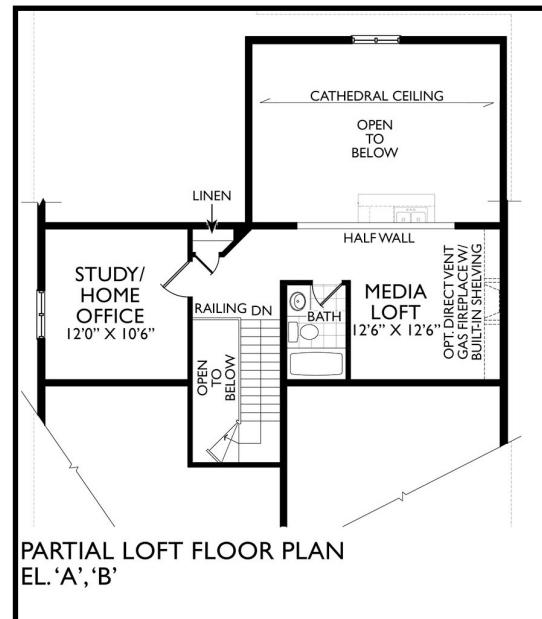 CATHEDRAL CEILING
OPEN
TO
BELOW
LINEN
HALF WALL
STUDY/
HOME
OFFICE
12'0" X 10'6"
RAILING DN
OPEN
TO
BELOW
BATH
MEDIA
LOFT
12'6" X 12'6"
OPT. DIRECT VENT
GAS FIREPLACE W/
BUILT-IN SHELVING
PARTIAL LOFT FLOOR PLAN
EL. ‘A’, ‘B’